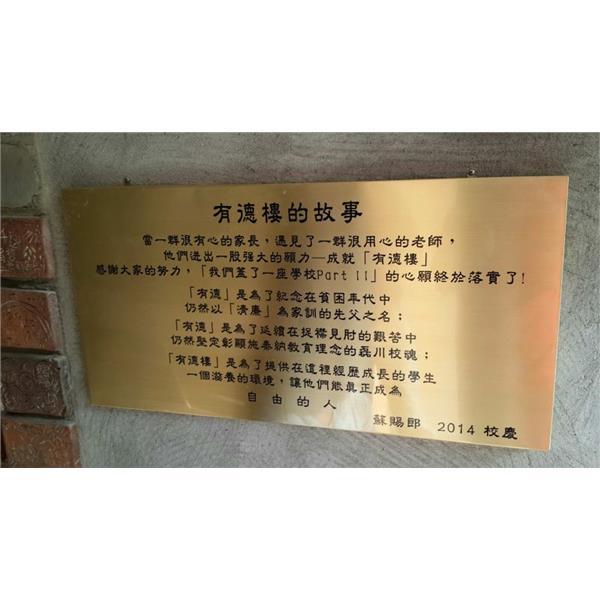 有德樓的故事
當一群很有心的家長，遇見了一群很用心的老師，
他們迸出一股強大的願力—成就「有德樓」
感謝大家的努力，「我們蓋了一座學校Part II」的心願終於落實了!
「有德」是為了紀念在貧困年代中
仍然以「清廉」為家訓的先父之名；
「有德」是為了延續在捉襟見肘的艱苦中
仍然堅定彰顯施泰納教育理念的磊川校魂；
「有德樓」是為了提供在這裡經歷成長的學生
一個滋養的環境，讓他們能真正成為
自由的人
蘇賜郎 2014 校慶